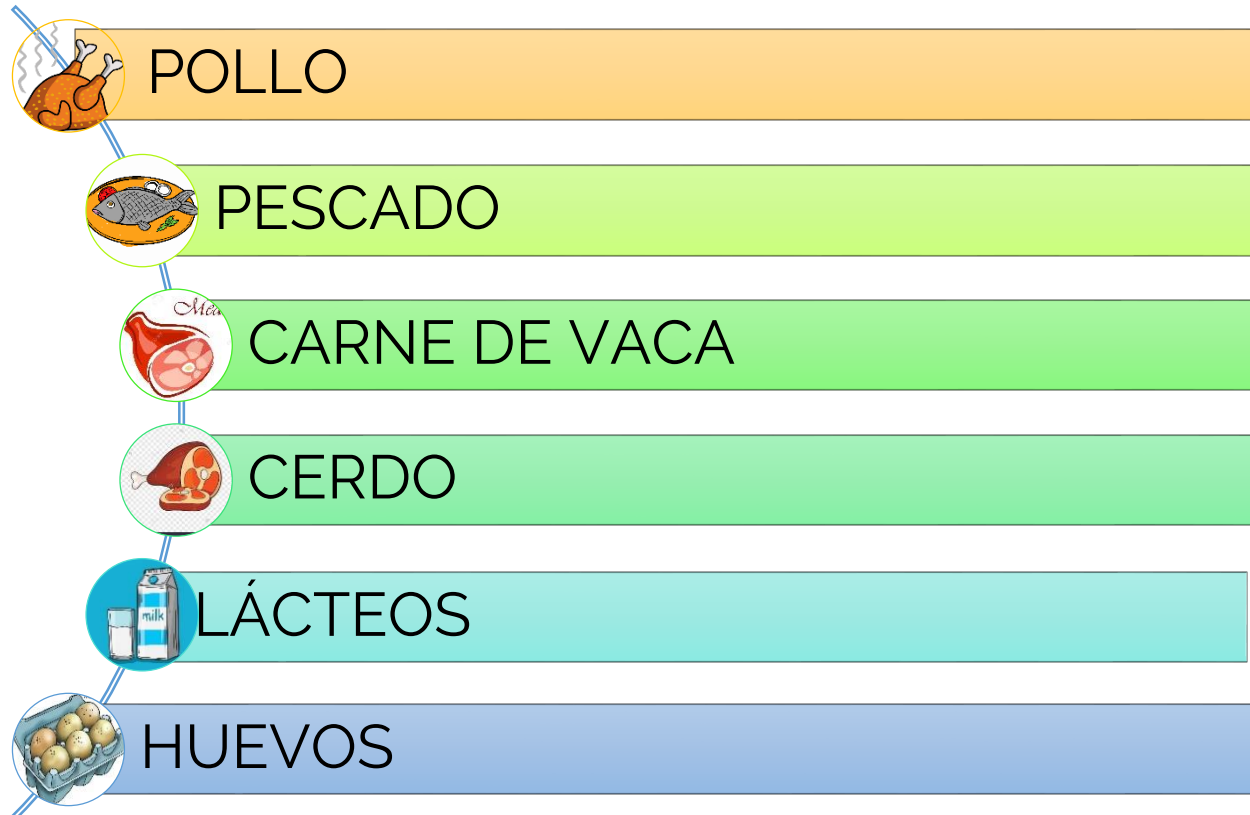 POLLO
PESCADO
CARNE DE VACA
CERDO
milk
LÁCTEOS
HUEVOS